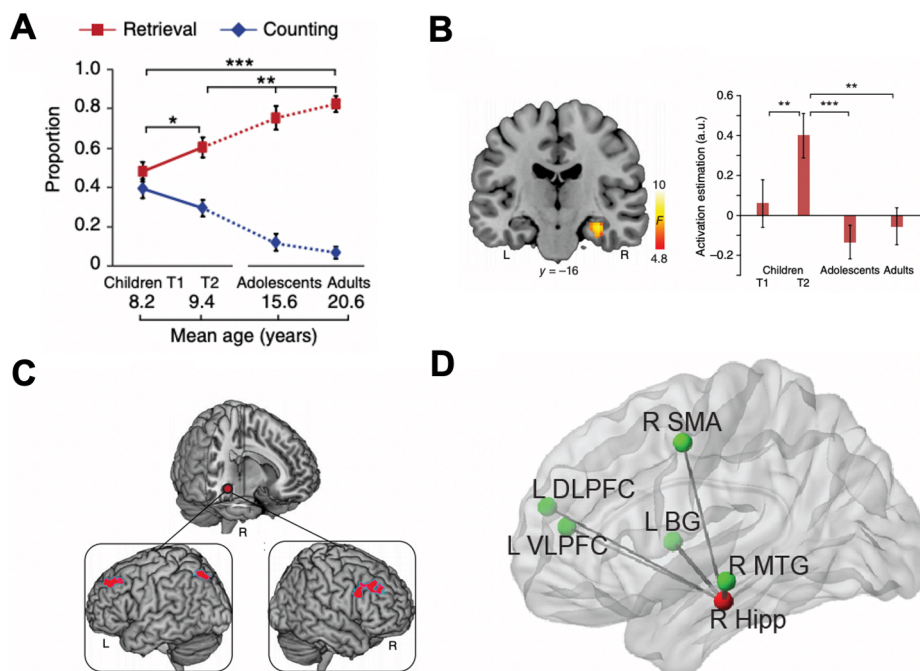 A
Retrieval
Counting
***
**
*
Proportion
1.0
0.8
0.6
0.4
0.2
0
Children T1
T2
Adolescents
Adults
8.2
9.4
15.6
20.6
Mean age (years)
B
10
F
4.8
L
R
y = −16
Activation estimation (a.u.)
0.6
0.4
0.2
0
−0.2
**
**
***
Children
T1
T2
Adolescents
Adults
C
R
L
R
D
R SMA
L DLPFC
L VLPFC
L BG
R MTG
R Hipp